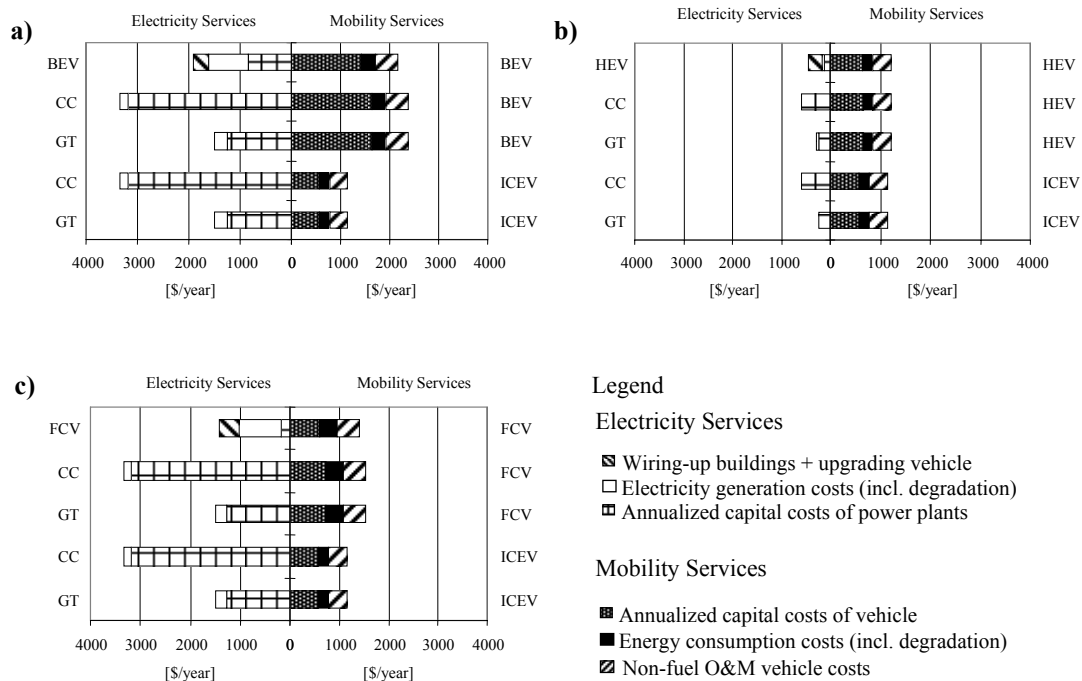 Electricity Services Mobility Services
a)
BEV BEV
CC BEV
GT BEV
CC ICEV
GT ICEV
4000 3000 2000 1000 0 1000 2000 3000 4000
[$/year] [$/year]
Electricity Services Mobility Services
b)
HEV HEV
CC HEV
GT HEV
CC ICEV
GT ICEV
4000 3000 2000 1000 0 1000 2000 3000 4000
[$/year] [$/year]
Electricity Services Mobility Services
c)
FCV FCV
CC FCV
GT FCV
CC ICEV
GT ICEV
4000 3000 2000 1000 0 1000 2000 3000 4000
[$/year] [$/year]
Legend
Electricity Services
Wiring-up buildings + upgrading vehicle
Electricity generation costs (incl. degradation)
Annualized capital costs of power plants
Mobility Services
Annualized capital costs of vehicle
Energy consumption costs (incl. degradation)
Non-fuel O&M vehicle costs